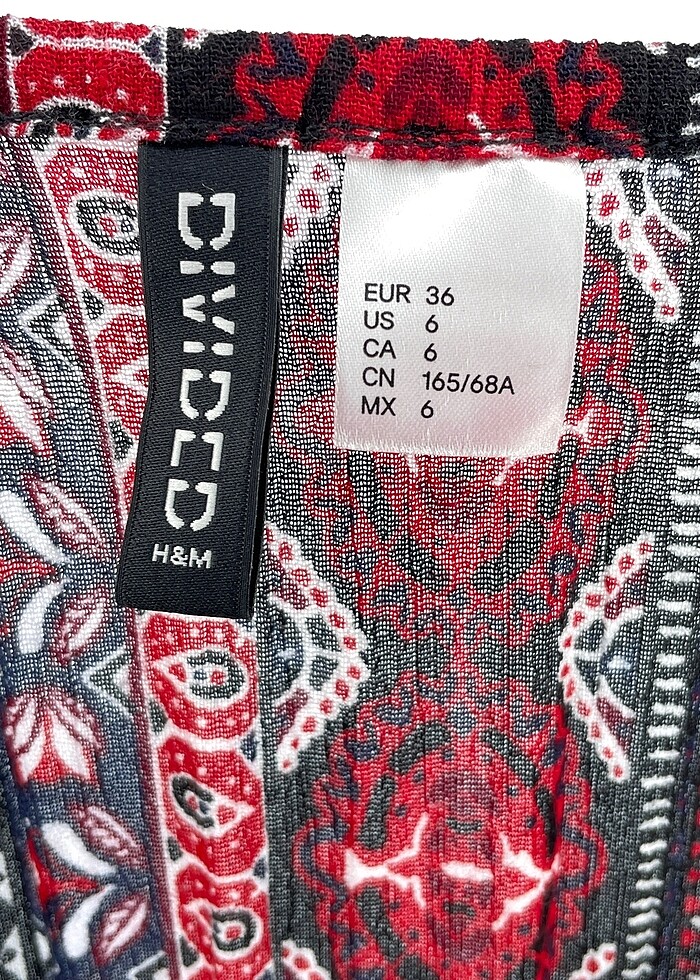 DIVIDED
H&M
EUR 36
US 6
CA 6
CN 165/68A
MX 6